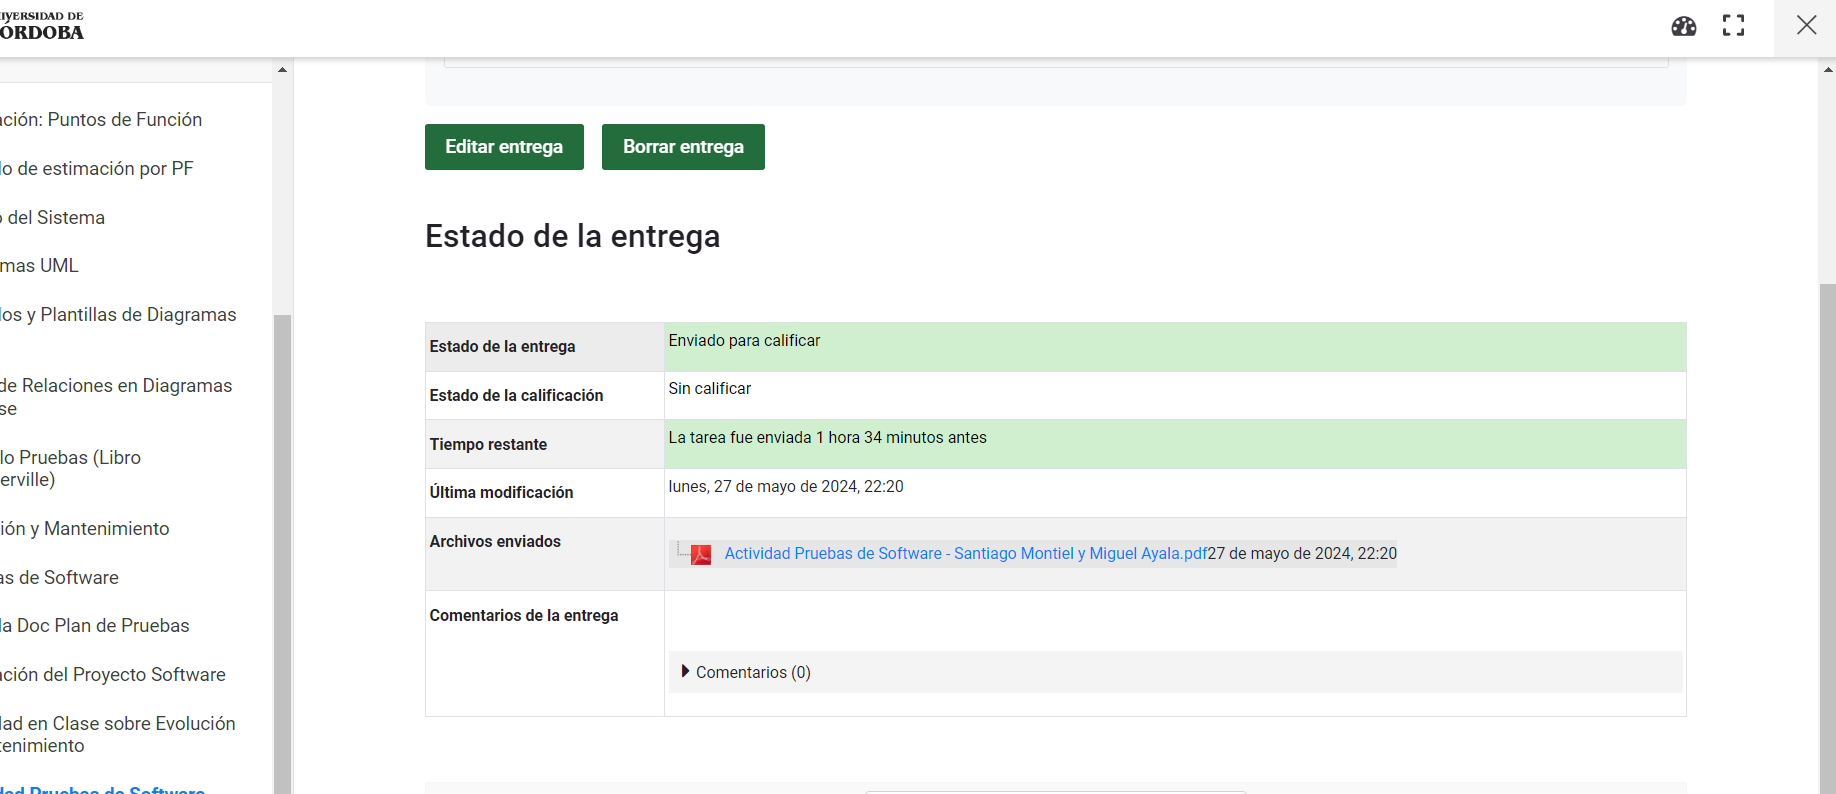 IVERSIDAD DE
ÓRDOBA
ación: Puntos de Función
lo de estimación por PF
o del Sistema
mas UML
los y Plantillas de Diagramas
de Relaciones en Diagramas
se
lo Pruebas (Libro
erville)
ión y Mantenimiento
as de Software
la Doc Plan de Pruebas
ación del Proyecto Software
dad en Clase sobre Evolución
tenimiento
dad Pruebas de Software
Editar entrega
Borrar entrega
Estado de la entrega
Estado de la entrega
Enviado para calificar
Estado de la calificación
Sin calificar
Tiempo restante
La tarea fue enviada 1 hora 34 minutos antes
Última modificación
lunes, 27 de mayo de 2024, 22:20
Archivos enviados
Actividad Pruebas de Software - Santiago Montiel y Miguel Ayala.pdf27 de mayo de 2024, 22:20
Comentarios de la entrega
Comentarios (0)